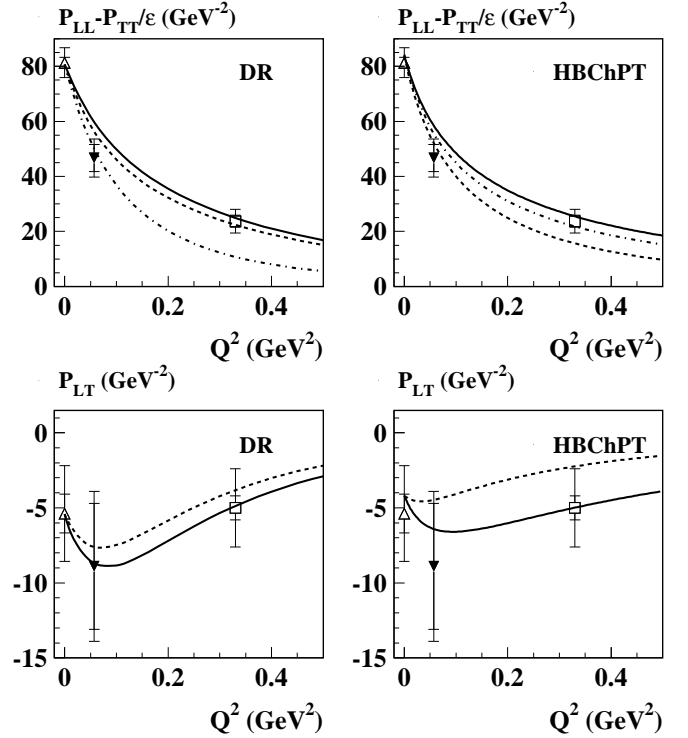 P_LL-P_TT/ε (GeV^-2) P_LL-P_TT/ε (GeV^-2)
80 DR 80 HBChPT
60 60
40 40
20 20
0 0
0 0.2 0.4 0 0.2 0.4
Q^2 (GeV^2) Q^2 (GeV^2)
P_LT (GeV^-2) P_LT (GeV^-2)
0 DR 0 HBChPT
-5 -5
-10 -10
-15 -15
0 0.2 0.4 0 0.2 0.4
Q^2 (GeV^2) Q^2 (GeV^2)